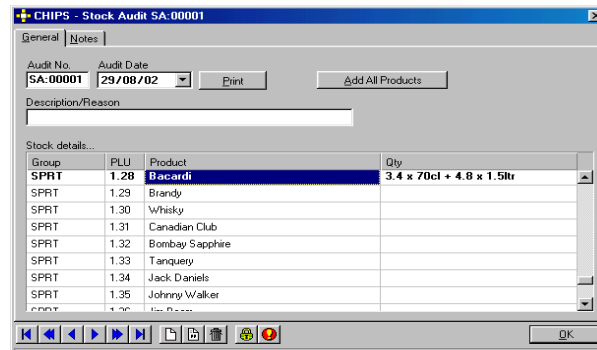 CHIPS - Stock Audit SA:00001
General Notes
Audit No. Audit Date
SA:00001 29/08/02 Print Add All Products
Description/Reason
Stock details...
Group PLU Product Qty
SPRT 1.28 Bacardi 3.4 x 70cl + 4.8 x 1.5ltr
SPRT 1.29 Brandy
SPRT 1.30 Whisky
SPRT 1.31 Canadian Club
SPRT 1.32 Bombay Sapphire
SPRT 1.33 Tanquery
SPRT 1.34 Jack Daniels
SPRT 1.35 Johnny Walker
OK